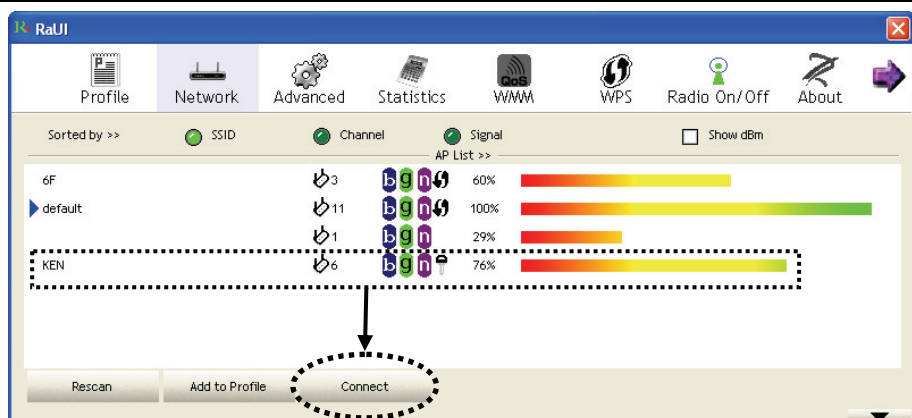 RaUI
Profile Network Advanced Statistics QoS WMM WPS Radio On/Off About
Sorted by >> SSID Channel Signal Show dBm
AP List >>
6F 3 b g n 60%
default 11 b g n 100%
1 b g n 29%
KEN 6 b g n 76%
Rescan Add to Profile Connect